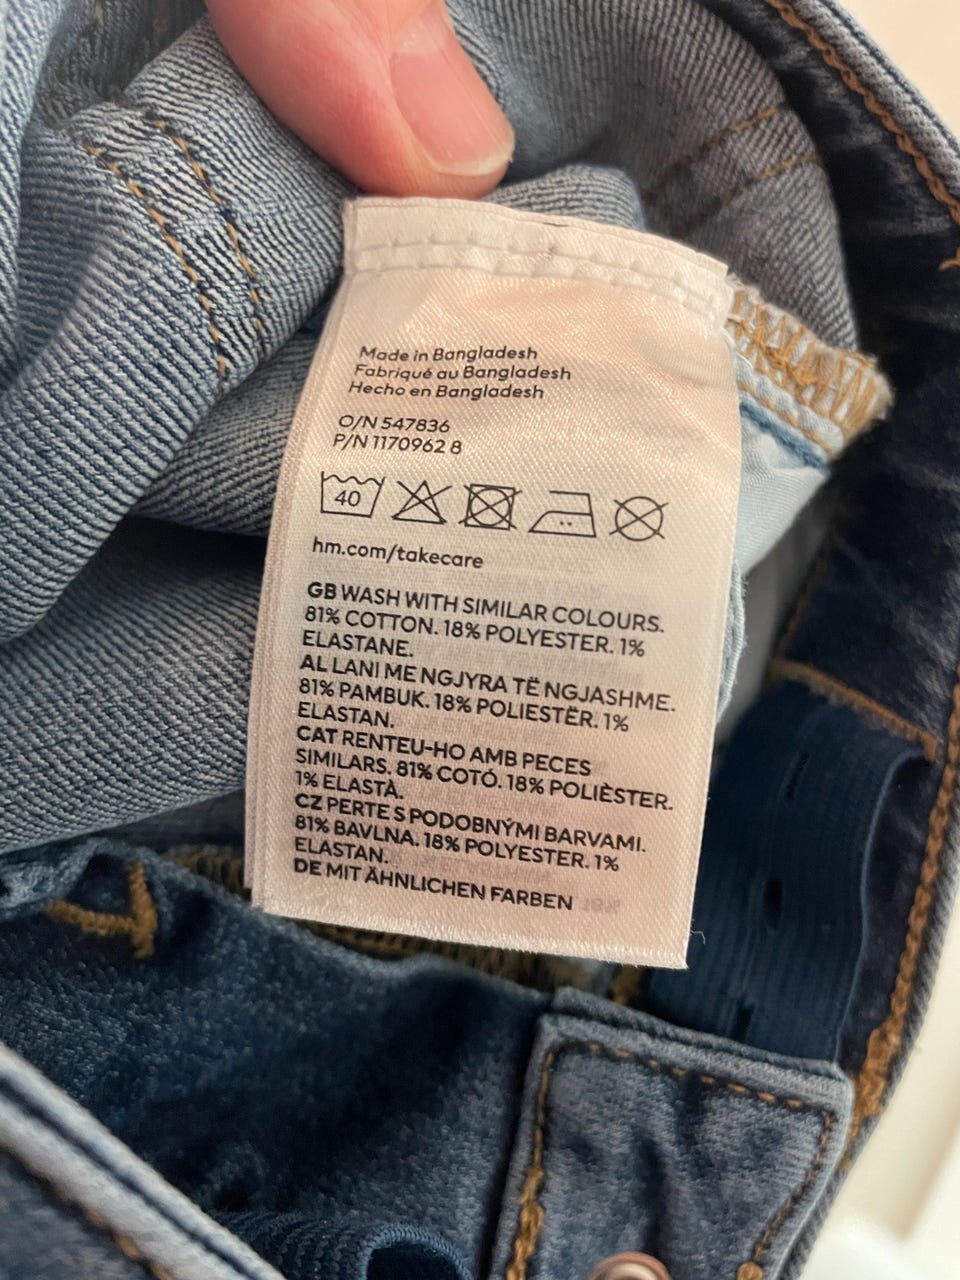 Made in Bangladesh
Fabriqué au Bangladesh
Hecho en Bangladesh
O/N 547836
P/N 1170962 8
40
hm.com/takecare
GB WASH WITH SIMILAR COLOURS.
81% COTTON. 18% POLYESTER. 1%
ELASTANE.
AL LANI ME NGJYRA TË NGJASHME.
81% PAMBUK. 18% POLIESTËR. 1%
ELASTAN.
CAT RENTEU-HO AMB PECES
SIMILARS. 81% COTÓ. 18% POLIÈSTER.
1% ELASTÀ.
CZ PERTE S PODOBNÝMI BARVAMI.
81% BAVLNA. 18% POLYESTER. 1%
ELASTAN.
DE MIT ÄHNLICHEN FARBEN